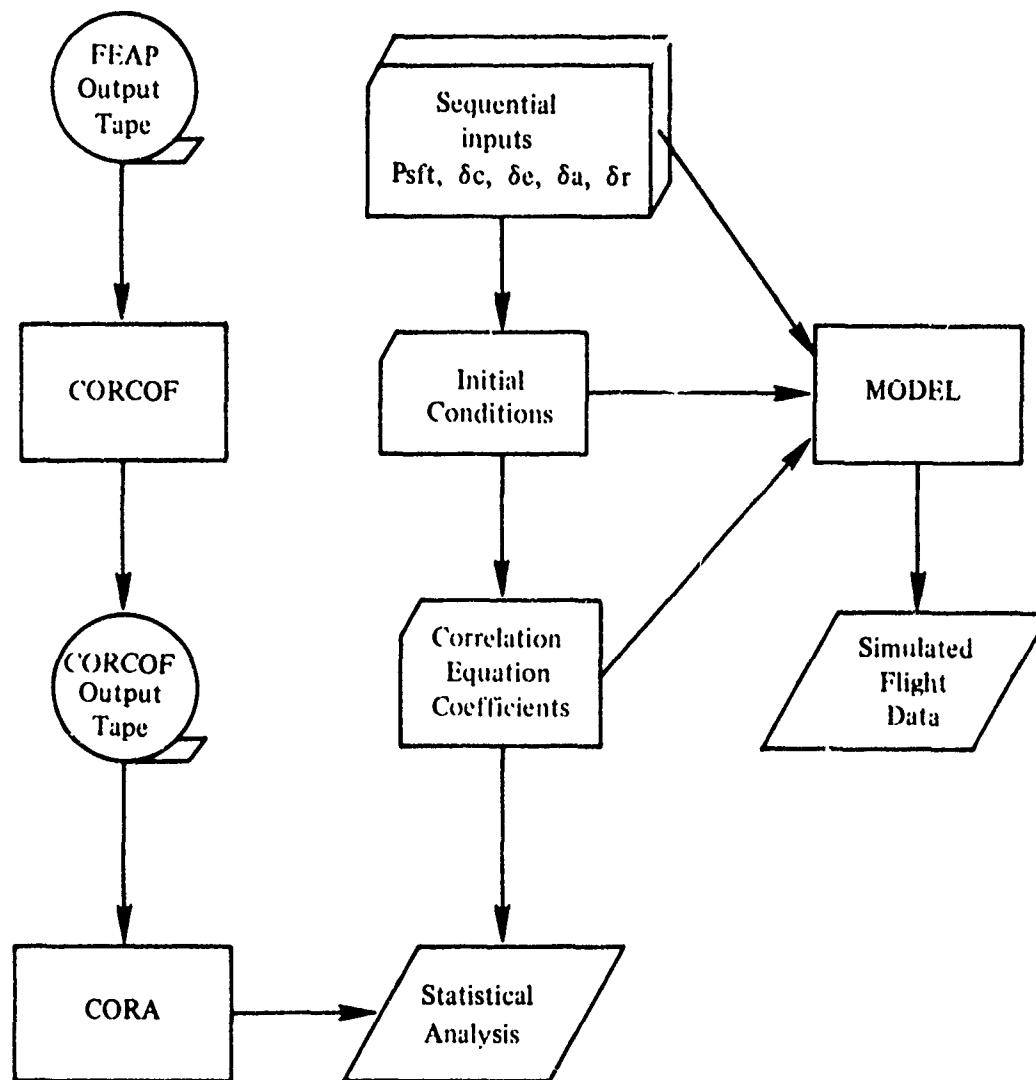 FEAP
Output
Tape
Sequential
inputs
Psft, δc, δe, δa, δr
CORCOF
Initial
Conditions
MODEL
CORCOF
Output
Tape
Correlation
Equation
Coefficients
Simulated
Flight
Data
CORA
Statistical
Analysis